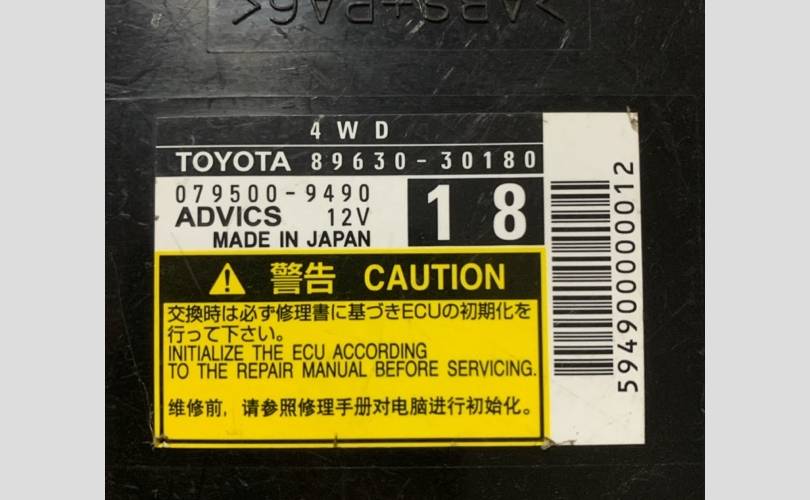 >ABS+PA6<
4WD
TOYOTA 89630-30180
079500-9490
ADVICS 12V
MADE IN JAPAN
18
警告 CAUTION
交換時は必ず修理書に基づきECUの初期化を
行って下さい。
INITIALIZE THE ECU ACCORDING
TO THE REPAIR MANUAL BEFORE SERVICING.
维修前，请参照修理手册对电脑进行初始化。
59490000012